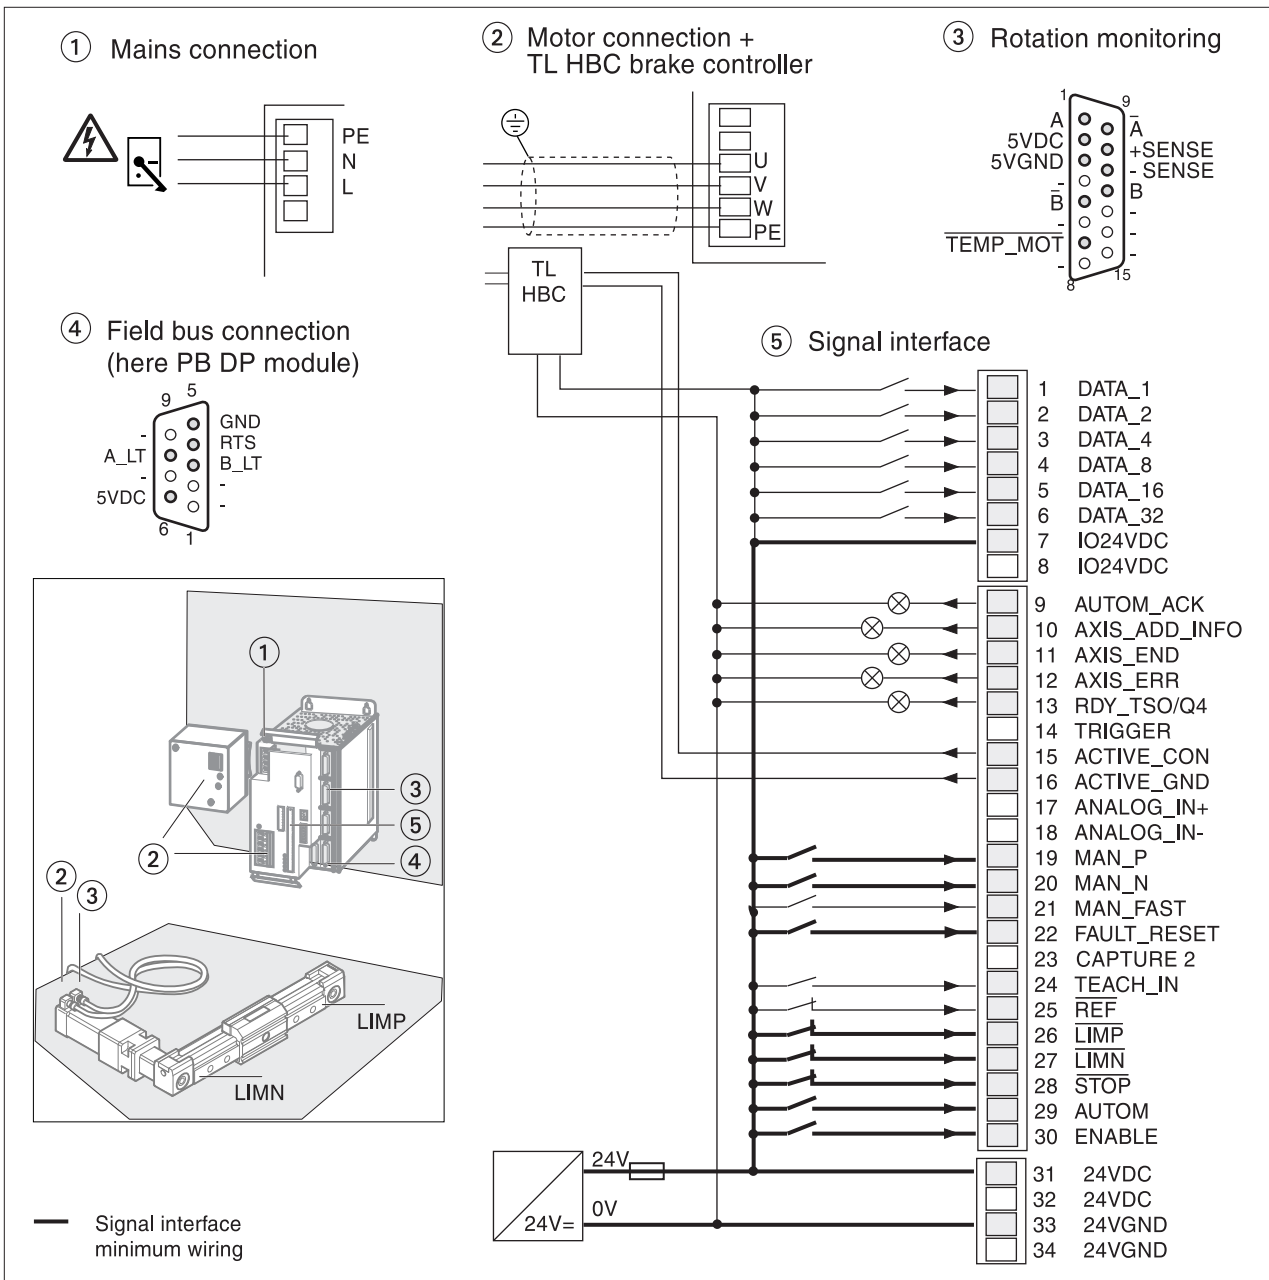 1 Mains connection
PE
N
L
2 Motor connection +
TL HBC brake controller
U
V
W
PE
TL
HBC
3 Rotation monitoring
1
9
A
A̅
5VDC
+SENSE
5VGND
- SENSE
-
B
B̅
-
-
-
TEMP_MOT
-
-
8
15
4 Field bus connection
(here PB DP module)
9
5
GND
-
RTS
A_LT
B_LT
-
-
5VDC
-
6
1
5 Signal interface
1 DATA_1
2 DATA_2
3 DATA_4
4 DATA_8
5 DATA_16
6 DATA_32
7 IO24VDC
8 IO24VDC
9 AUTOM_ACK
10 AXIS_ADD_INFO
11 AXIS_END
12 AXIS_ERR
13 RDY_TSO/Q4
14 TRIGGER
15 ACTIVE_CON
16 ACTIVE_GND
17 ANALOG_IN+
18 ANALOG_IN-
19 MAN_P
20 MAN_N
21 MAN_FAST
22 FAULT_RESET
23 CAPTURE 2
24 TEACH_IN
25 REF
26 LIMP
27 LIMN
28 STOP
29 AUTOM
30 ENABLE
31 24VDC
32 24VDC
33 24VGND
34 24VGND
24V
0V
24V=
1
3
5
4
2
2
3
LIMP
LIMN
Signal interface
minimum wiring